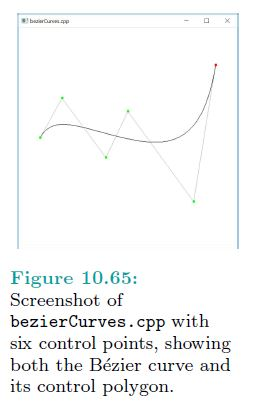 bezierCurves.cpp
Figure 10.65:
Screenshot of
bezierCurves.cpp with
six control points, showing
both the Bézier curve and
its control polygon.